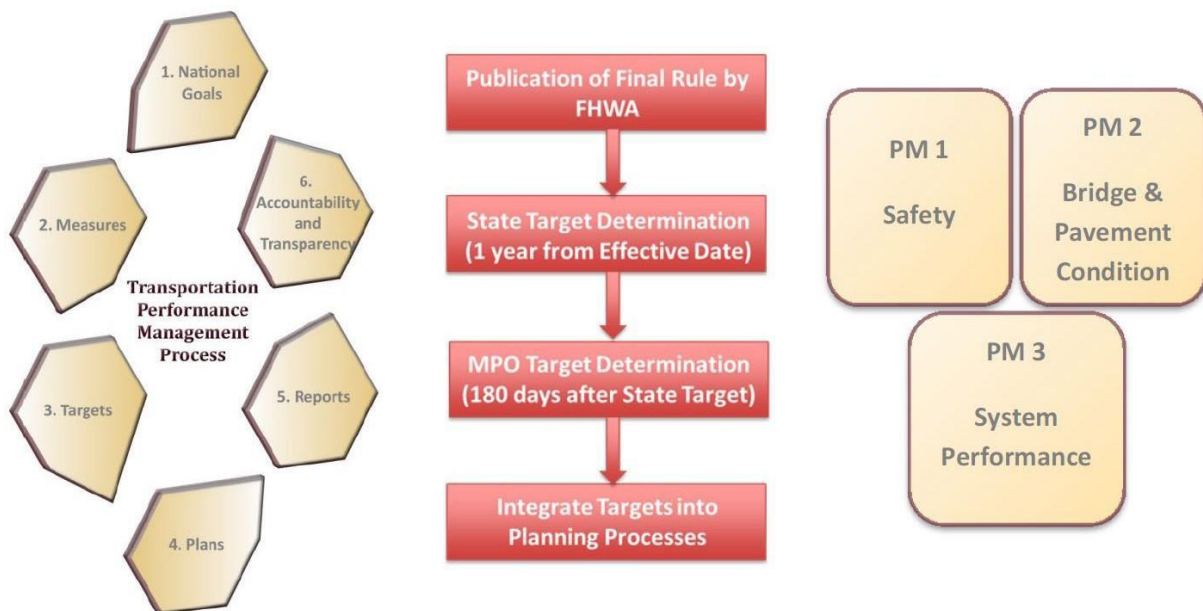 1. National
Goals
2. Measures
6.
Accountability
and
Transparency
Transportation
Performance
Management
Process
3. Targets
5. Reports
4. Plans
Publication of Final Rule by
FHWA
State Target Determination
(1 year from Effective Date)
MPO Target Determination
(180 days after State Target)
Integrate Targets into
Planning Processes
PM 1
Safety
PM 2
Bridge &
Pavement
Condition
PM 3
System
Performance